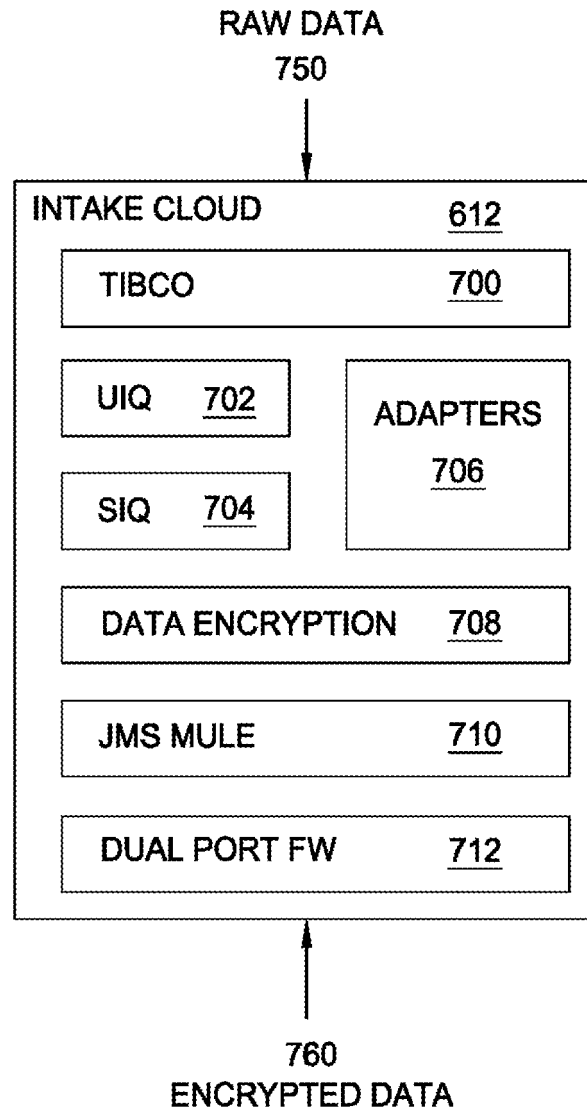 RAW DATA
750
INTAKE CLOUD 612
TIBCO 700
UIQ 702
ADAPTERS
706
SIQ 704
DATA ENCRYPTION 708
JMS MULE 710
DUAL PORT FW 712
760
ENCRYPTED DATA